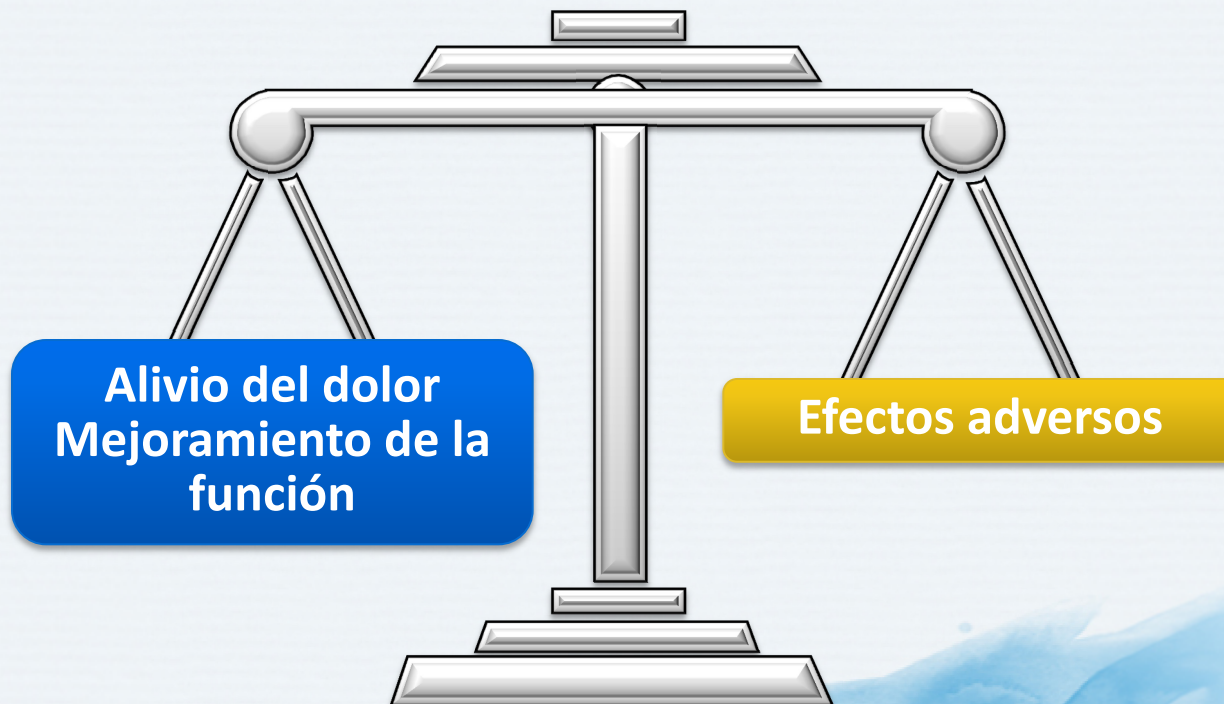 Alivio del dolor
Mejoramiento de la
función
Efectos adversos